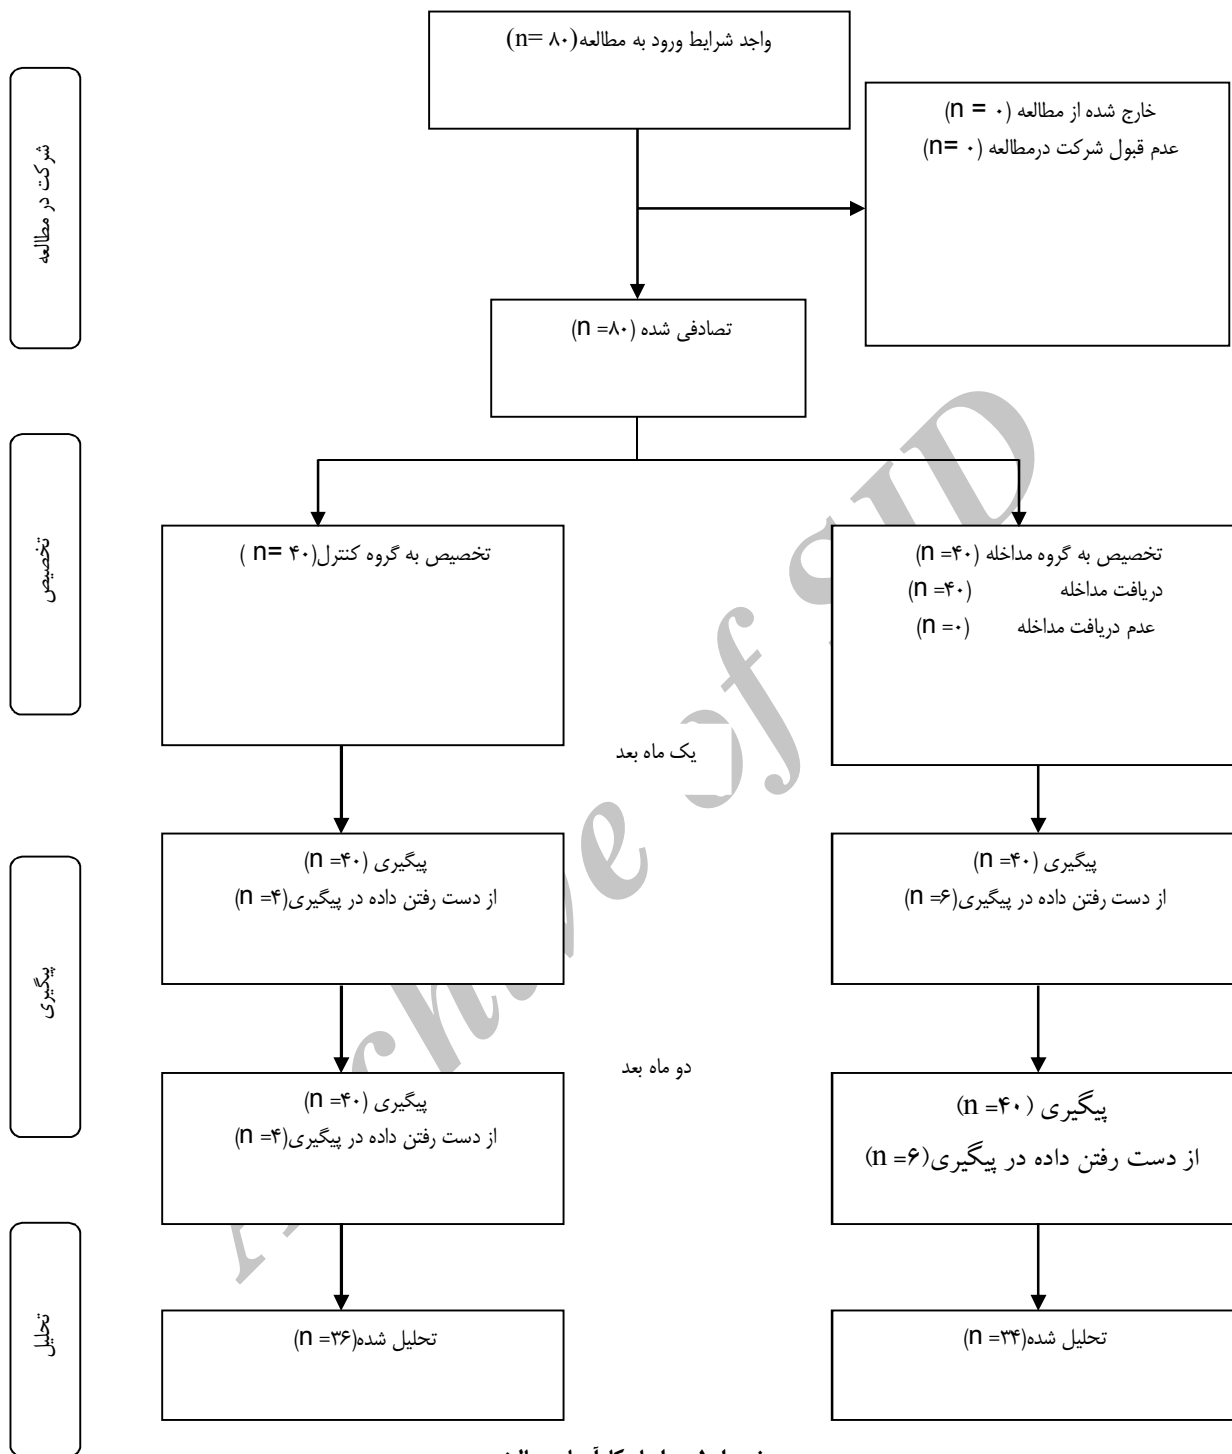 واجد شرایط ورود به مطالعه(n= ۸۰)
خارج شده از مطالعه (n = ۰)
عدم قبول شرکت درمطالعه (n= ۰)
شرکت در مطالعه
تصادفی شده (n =۸۰)
تخصیص
تخصیص به گروه مداخله (n =۴۰)
دریافت مداخله (n =۴۰)
عدم دریافت مداخله (n =۰)
تخصیص به گروه کنترل(n= ۴۰ )
یک ماه بعد
پیگیری
پیگیری (n =۴۰)
از دست رفتن داده در پیگیری(n =۶)
پیگیری (n =۴۰)
از دست رفتن داده در پیگیری(n =۴)
دو ماه بعد
پیگیری (n =۴۰)
از دست رفتن داده در پیگیری(n =۶)
پیگیری (n =۴۰)
از دست رفتن داده در پیگیری(n =۴)
تحلیل
تحلیل شده(n =۳۴)
تحلیل شده(n =۳۶)
Archive of SID